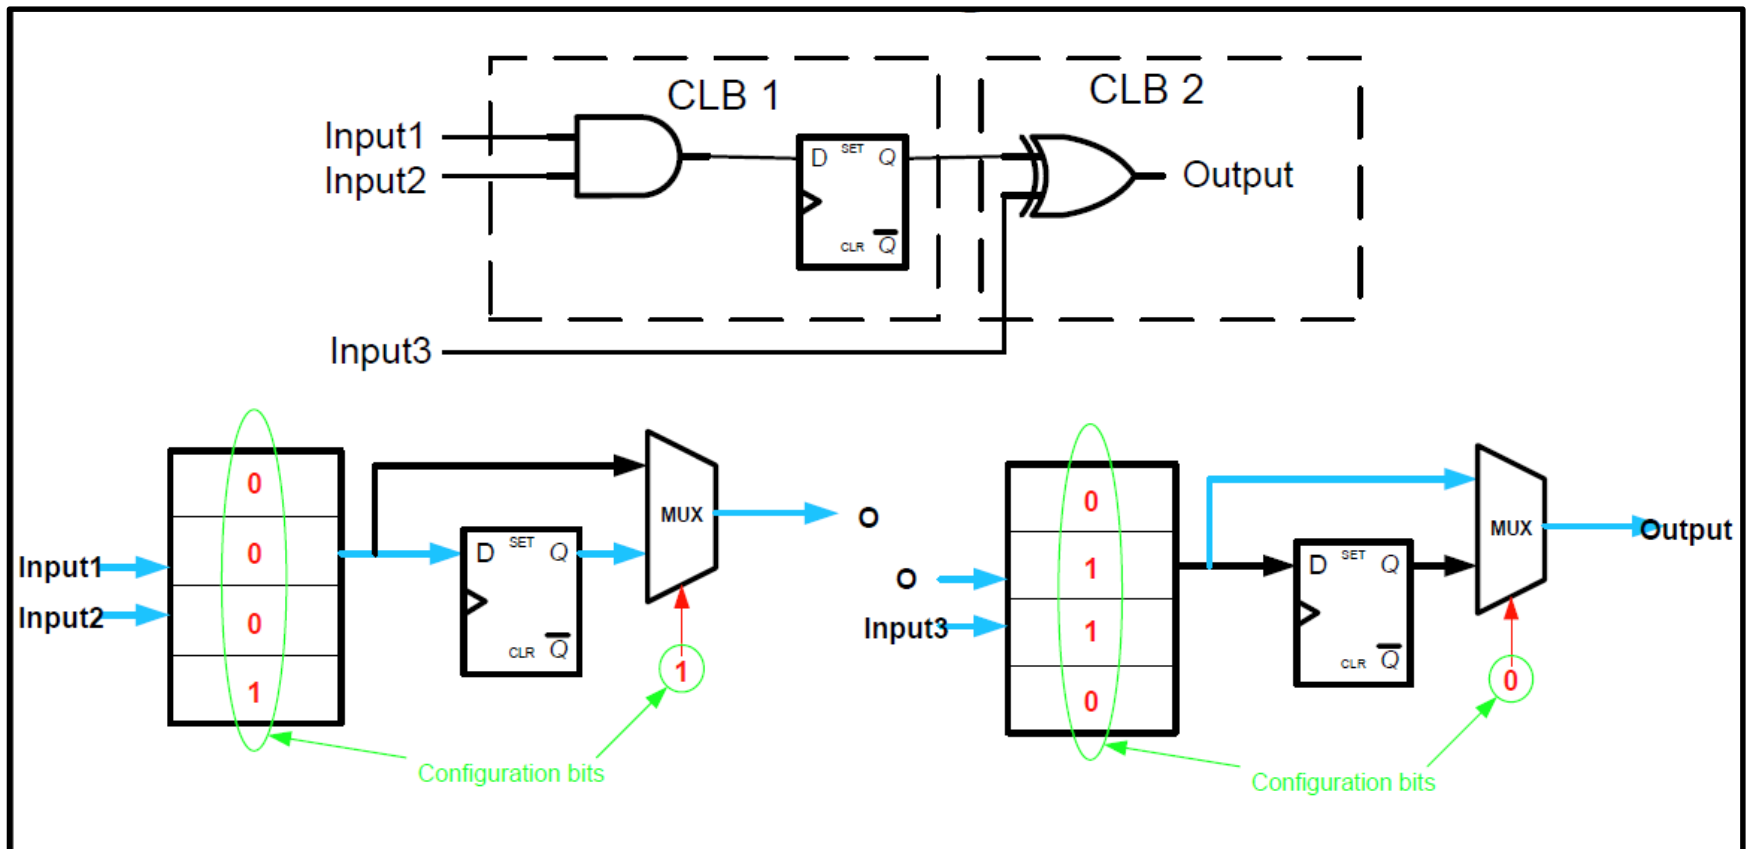 CLB 1
CLB 2
Input1
Input2
D SET Q
CLR Q̅
Output
Input3
0
0
0
1
Input1
Input2
D SET Q
CLR Q̅
MUX
1
O
Configuration bits
0
1
1
0
O
Input3
D SET Q
CLR Q̅
MUX
0
Output
Configuration bits